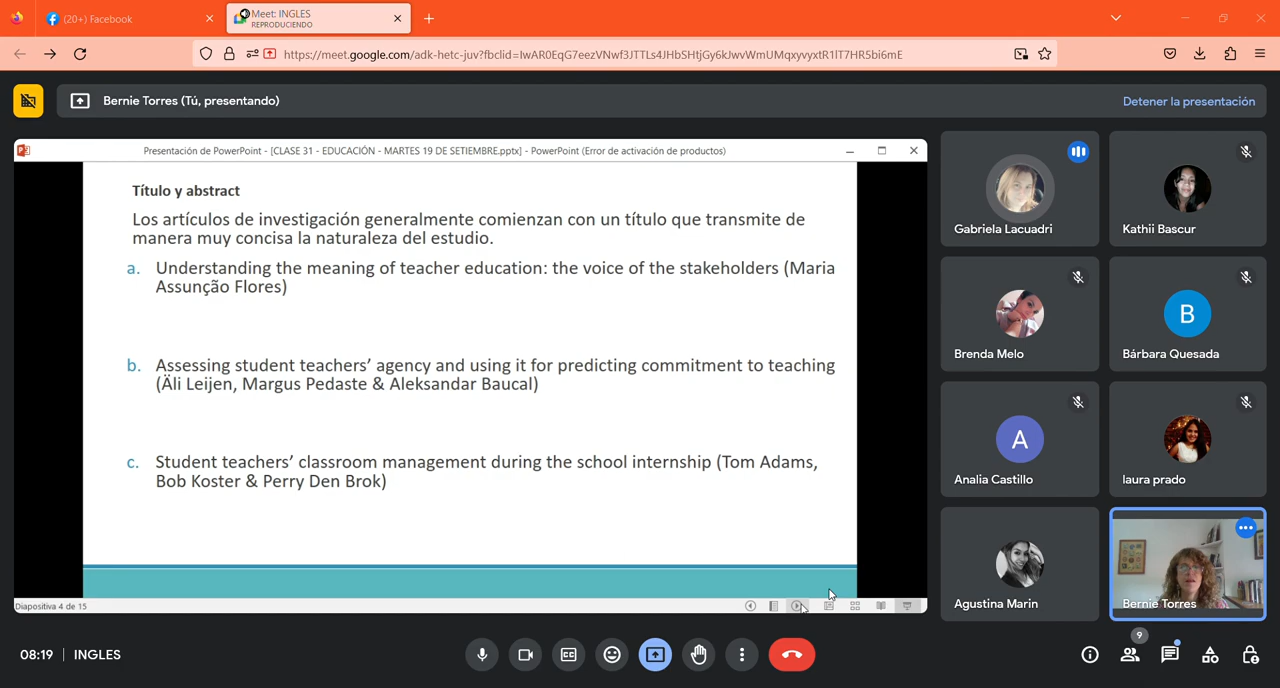 (20+) Facebook
Meet: INGLES
REPRODUCIENDO
https://meet.google.com/adk-hetc-juv?fbclid=IwAR0EqG7eezVNwf3JTTLs4JHbSHtjGy6kJwvWmUMqxyvyxtR1lT7HR5bi6mE
Bernie Torres (Tú, presentando)
Detener la presentación
Presentación de PowerPoint - [CLASE 31 - EDUCACIÓN - MARTES 19 DE SETIEMBRE.pptx] - PowerPoint (Error de activación de productos)
Título y abstract
Los artículos de investigación generalmente comienzan con un título que transmite de
manera muy concisa la naturaleza del estudio.
a. Understanding the meaning of teacher education: the voice of the stakeholders (Maria
Assunção Flores)
b. Assessing student teachers’ agency and using it for predicting commitment to teaching
(Äli Leijen, Margus Pedaste & Aleksandar Baucal)
c. Student teachers’ classroom management during the school internship (Tom Adams,
Bob Koster & Perry Den Brok)
Diapositiva 4 de 15
Gabriela Lacuadri
Kathii Bascur
Brenda Melo
B
Bárbara Quesada
A
Analia Castillo
laura prado
Agustina Marin
Bernie Torres
08:19 | INGLES
9